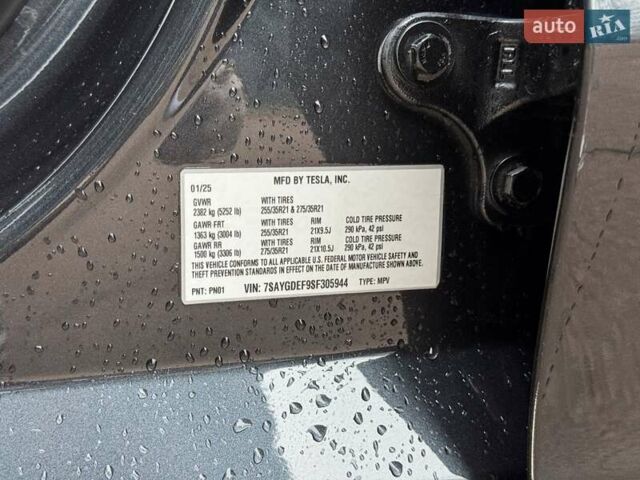 auto RIA .com
MFD BY TESLA, INC.
01/25
GVWR WITH TIRES
2382 kg (5252 lb) 255/35R21 & 275/35R21
GAWR FRT WITH TIRES RIM COLD TIRE PRESSURE
1363 kg (3004 lb) 255/35R21 21X9.5J 290 kPa, 42 psi
GAWR RR WITH TIRES RIM COLD TIRE PRESSURE
1500 kg (3306 lb) 275/35R21 21X10.5J 290 kPa, 42 psi
THIS VEHICLE CONFORMS TO ALL APPLICABLE U.S. FEDERAL MOTOR VEHICLE SAFETY AND
THEFT PREVENTION STANDARDS IN EFFECT ON THE DATE OF MANUFACTURE SHOWN ABOVE.
PNT: PN01 VIN: 7SAYGDEF9SF305944 TYPE: MPV